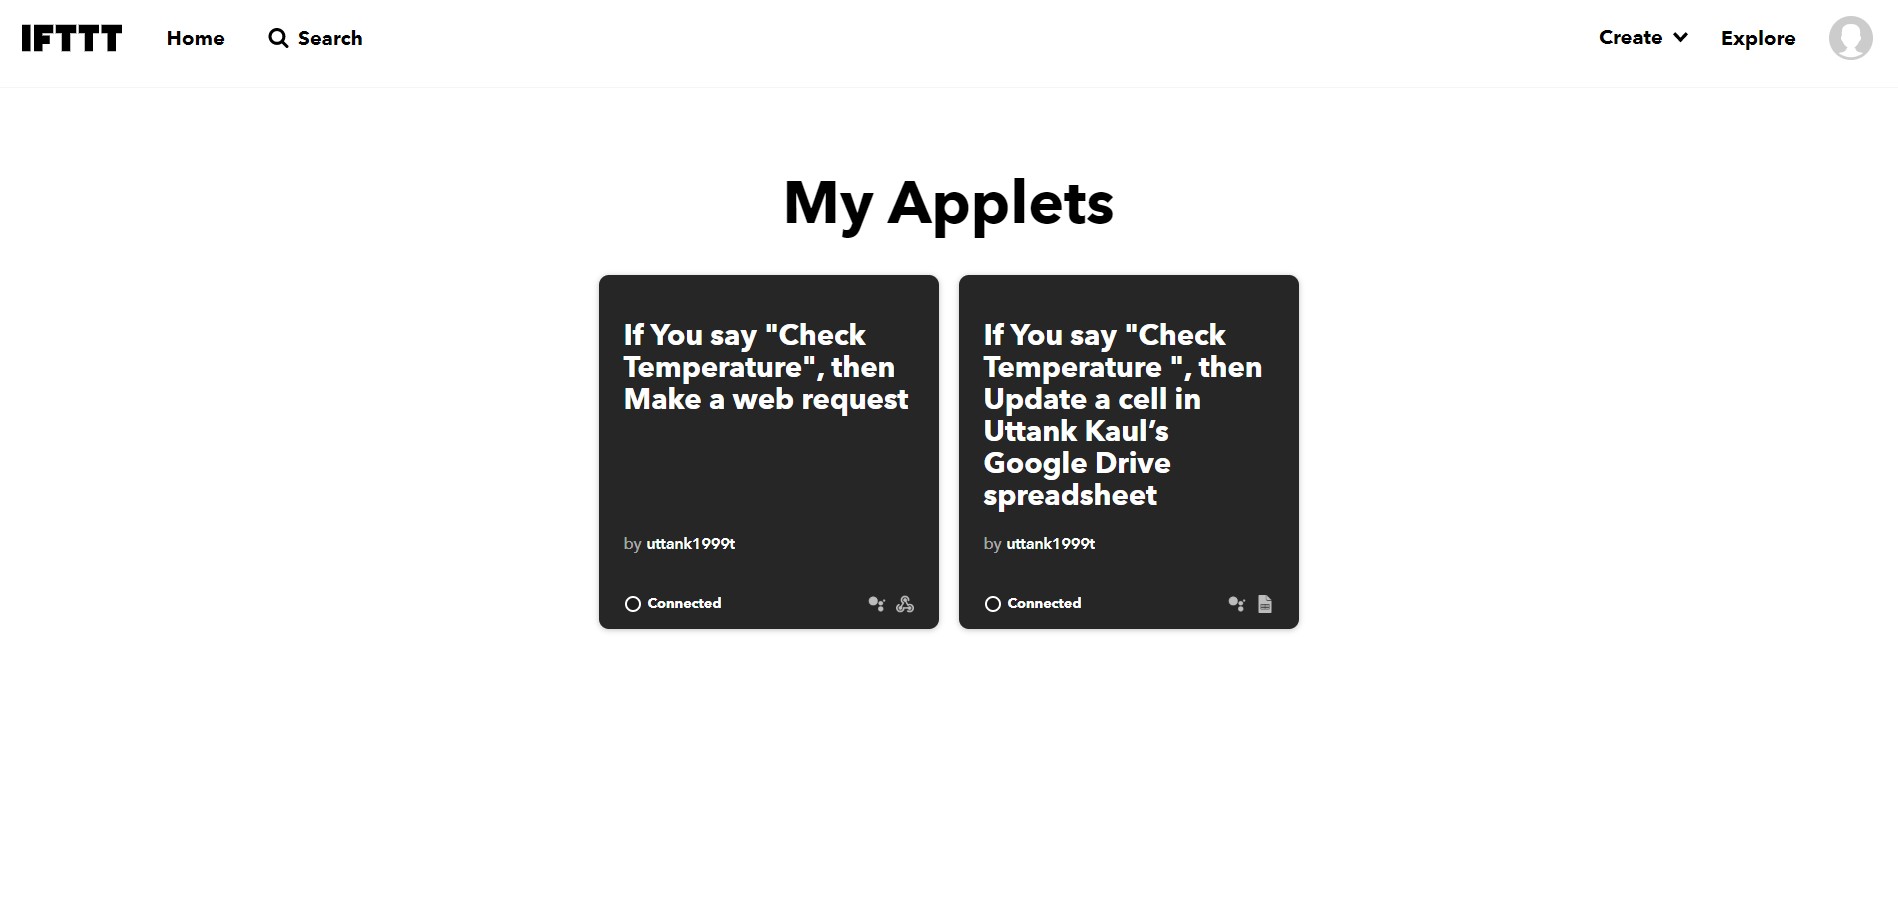 IFTTT
Home
Search
Create
Explore
My Applets
If You say "Check
Temperature", then
Make a web request
by uttank1999t
Connected
If You say "Check
Temperature ", then
Update a cell in
Uttank Kaul’s
Google Drive
spreadsheet
by uttank1999t
Connected